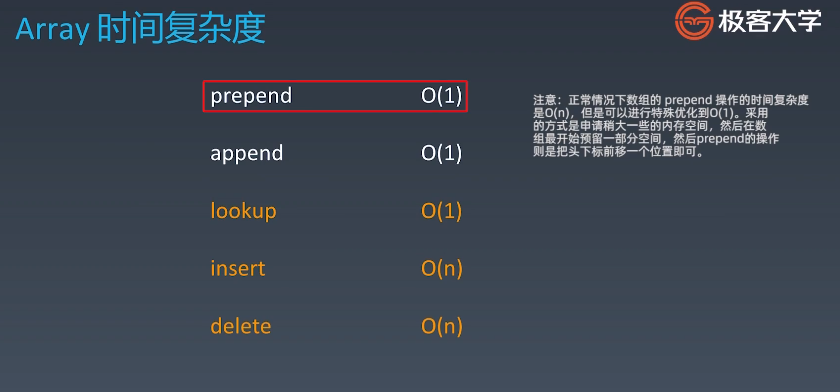 Array 时间复杂度
极客大学
prepend O(1)
append O(1)
lookup O(1)
insert O(n)
delete O(n)
注意：正常情况下数组的 prepend 操作的时间复杂度
是O(n)，但是可以进行特殊优化到O(1)。采用
的方式是申请稍大一些的内存空间，然后在数
组最开始预留一部分空间，然后prepend的操作
则是把头下标前移一个位置即可。